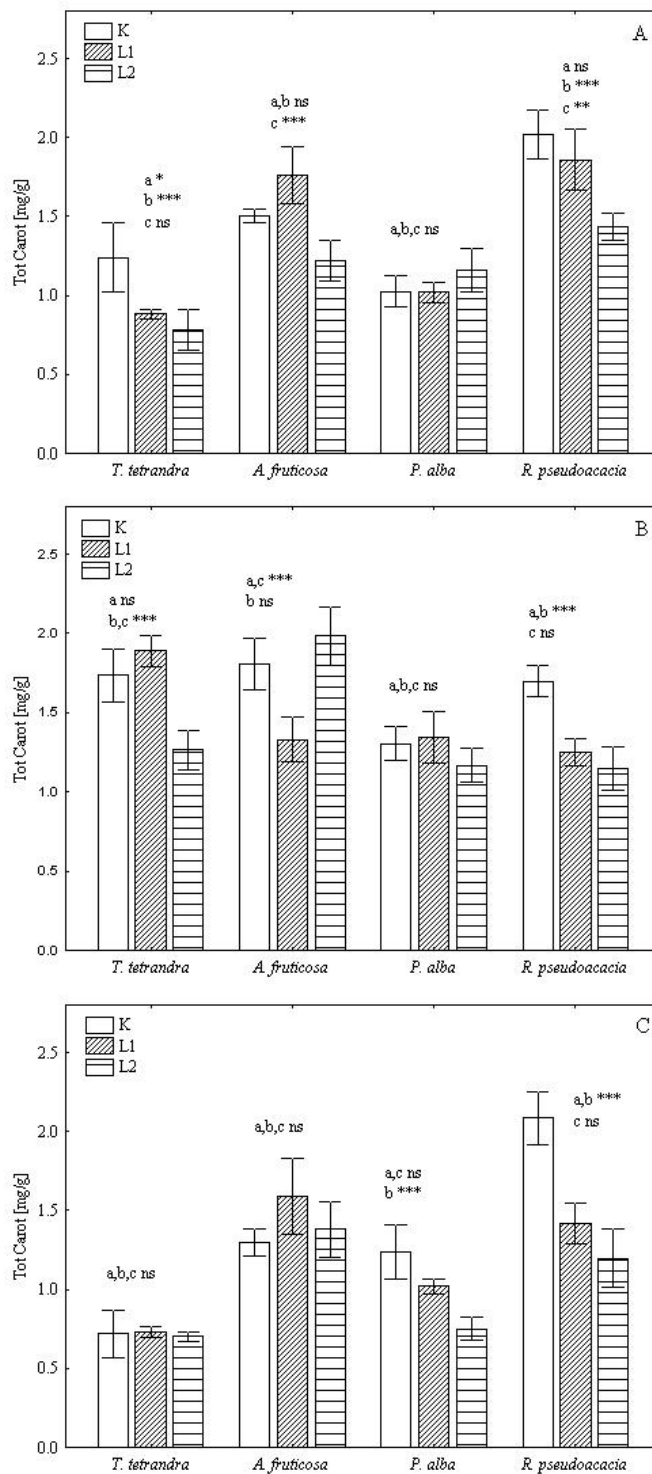 A
K
L1
L2
2.5
2.0
1.5
1.0
0.5
0.0
Tot Carot [mg/g]
a *
b ***
c ns
a,b ns
c ***
a,b,c ns
a ns
b ***
c **
T. tetrandra A. fruticosa P. alba R. pseudoacacia
B
K
L1
L2
2.5
2.0
1.5
1.0
0.5
0.0
Tot Carot [mg/g]
a ns
b,c ***
a,c ***
b ns
a,b,c ns
a,b ***
c ns
T. tetrandra A. fruticosa P. alba R. pseudoacacia
C
K
L1
L2
2.5
2.0
1.5
1.0
0.5
0.0
Tot Carot [mg/g]
a,b,c ns
a,b,c ns
a,c ns
b ***
a,b ***
c ns
T. tetrandra A. fruticosa P. alba R. pseudoacacia